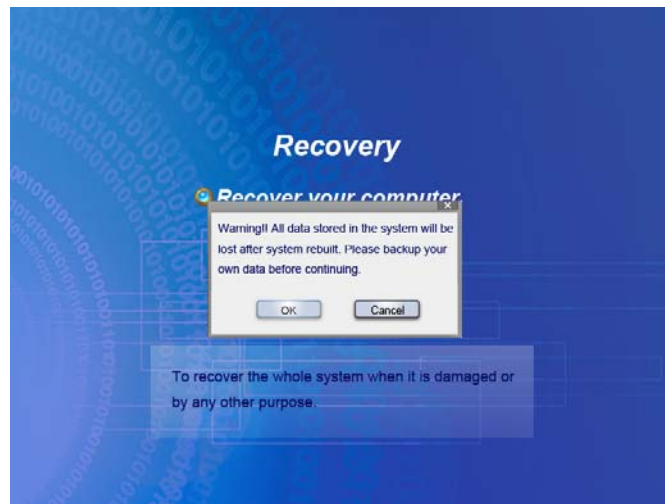 Recovery
Recover your computer
Warning!! All data stored in the system will be
lost after system rebuilt. Please backup your
own data before continuing.
OK
Cancel
To recover the whole system when it is damaged or
by any other purpose.